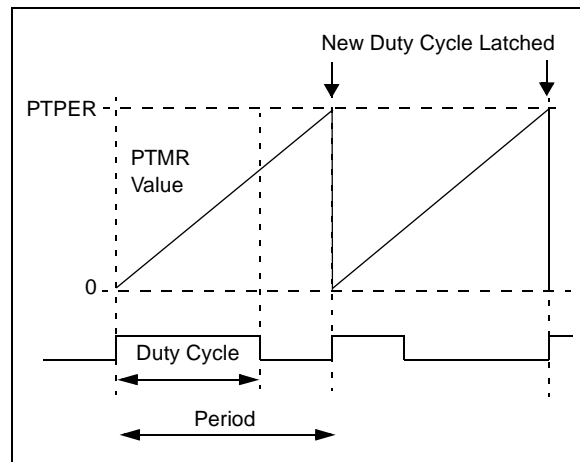 New Duty Cycle Latched
PTPER
PTMR
Value
0
Duty Cycle
Period